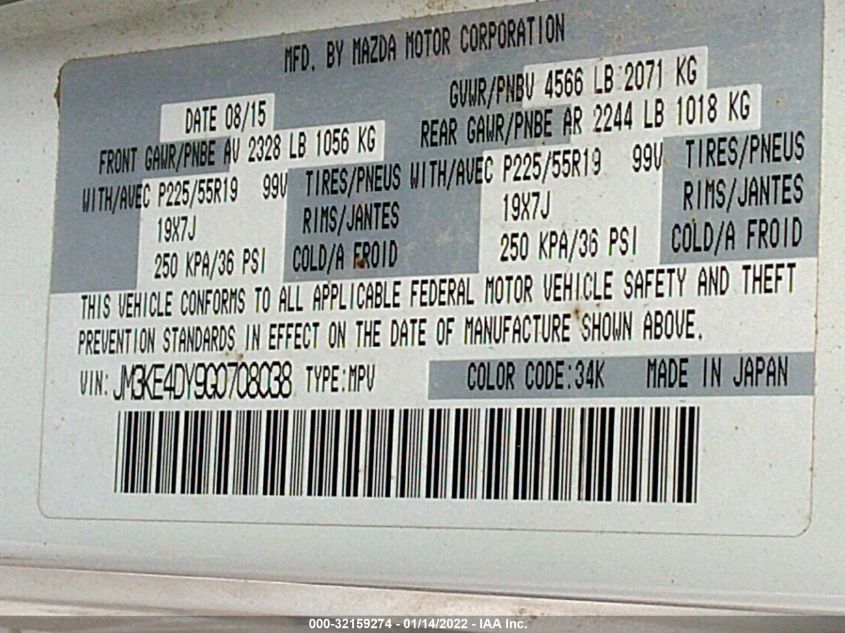 MFD. BY MAZDA MOTOR CORPORATION
DATE 08/15 GVWR/PNBV 4566 LB 2071 KG
FRONT GAWR/PNBE AV 2328 LB 1056 KG REAR GAWR/PNBE AR 2244 LB 1018 KG
WITH/AVEC P225/55R19 99V TIRES/PNEUS WITH/AVEC P225/55R19 99V TIRES/PNEUS
19X7J RIMS/JANTES 19X7J RIMS/JANTES
250 KPA/36 PSI COLD/A FROID 250 KPA/36 PSI COLD/A FROID
THIS VEHICLE CONFORMS TO ALL APPLICABLE FEDERAL MOTOR VEHICLE SAFETY AND THEFT
PREVENTION STANDARDS IN EFFECT ON THE DATE OF MANUFACTURE SHOWN ABOVE.
VIN: JM3KE4DY9G0708038 TYPE:MPV COLOR CODE:34K MADE IN JAPAN
000-32159274 - 01/14/2022 - IAA Inc.